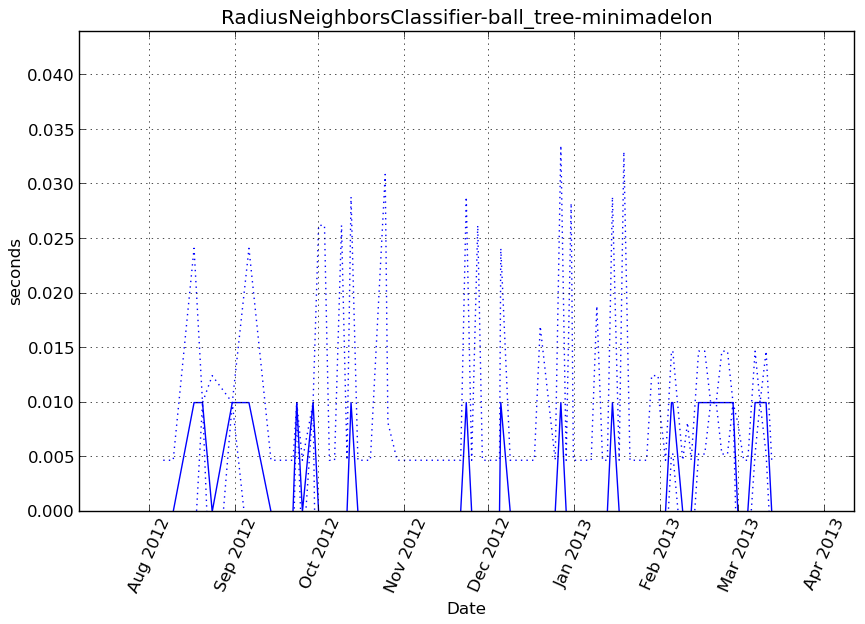 RadiusNeighborsClassifier-ball_tree-minimadelon
0.040
0.035
0.030
0.025
0.020
0.015
0.010
0.005
0.000
seconds
Aug 2012
Sep 2012
Oct 2012
Nov 2012
Dec 2012
Jan 2013
Feb 2013
Mar 2013
Apr 2013
Date